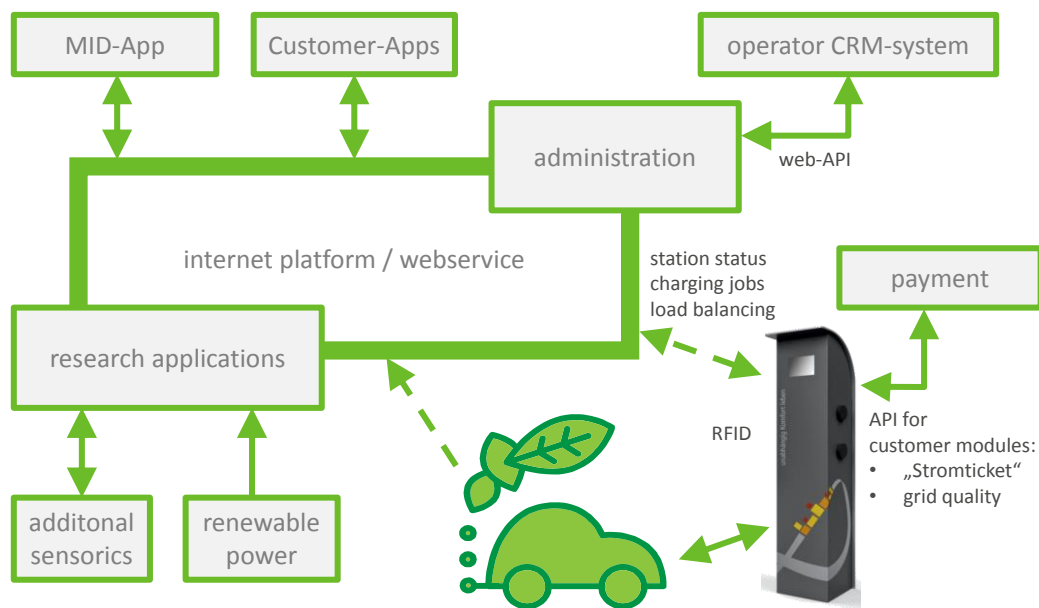 MID-App
Customer-Apps
operator CRM-system
administration
web-API
internet platform / webservice
station status
charging jobs
load balancing
payment
research applications
RFID
API for
customer modules:
• „Stromticket“
• grid quality
additonal
sensorics
renewable
power